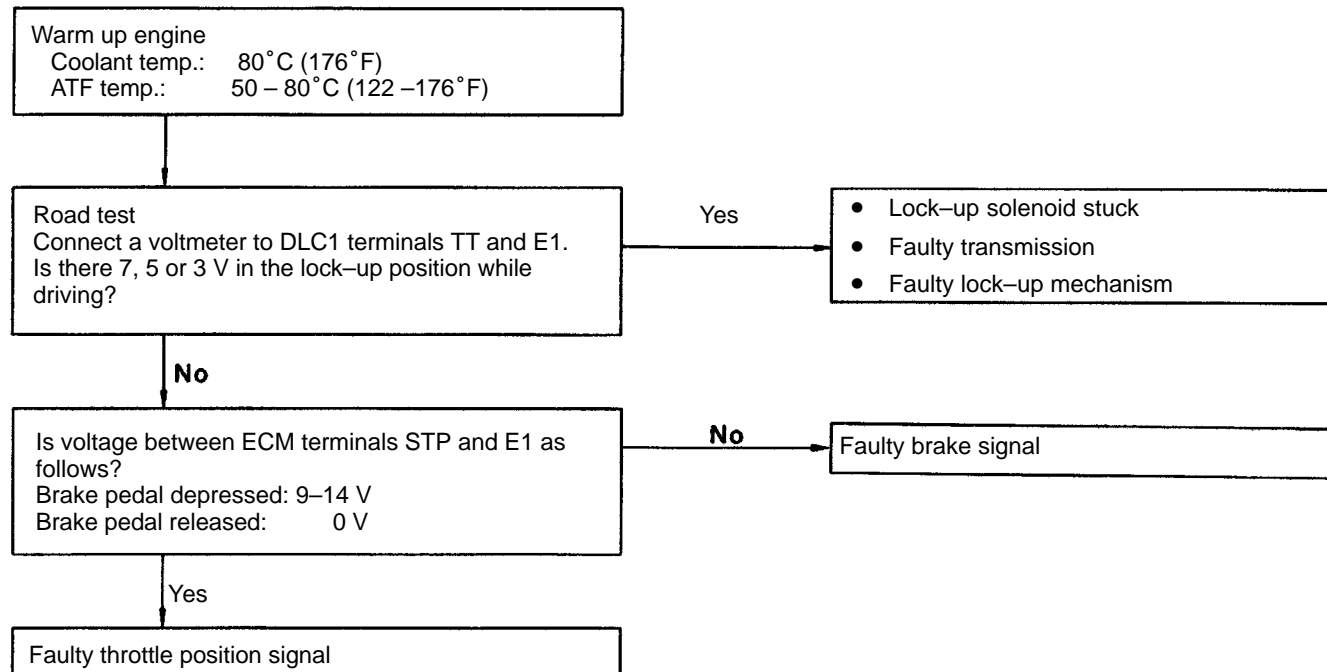 Warm up engine
Coolant temp.: 80˚C (176˚F)
ATF temp.: 50 – 80˚C (122 –176˚F)
Road test
Connect a voltmeter to DLC1 terminals TT and E1.
Is there 7, 5 or 3 V in the lock–up position while
driving?
Yes
• Lock–up solenoid stuck
• Faulty transmission
• Faulty lock–up mechanism
No
Is voltage between ECM terminals STP and E1 as
follows?
Brake pedal depressed: 9–14 V
Brake pedal released: 0 V
No
Faulty brake signal
Yes
Faulty throttle position signal